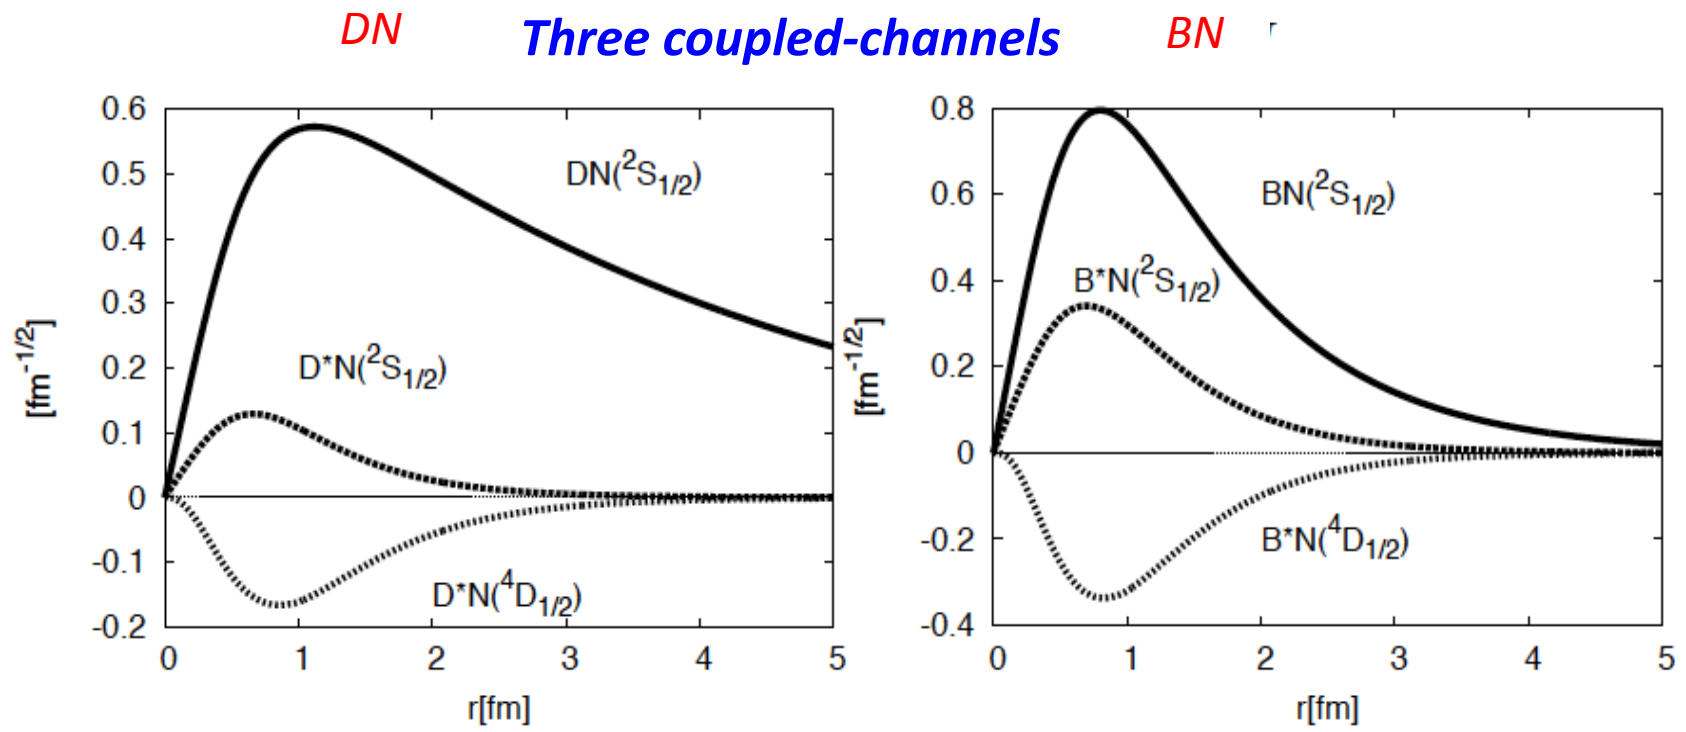 DN Three coupled-channels BN
0.6
0.5
0.4
0.3
0.2
0.1
0
-0.1
-0.2
[fm^-1/2]
DN(^2S_1/2)
D*N(^2S_1/2)
D*N(^4D_1/2)
0 1 2 3 4 5
r[fm]
0.8
0.6
0.4
0.2
0
-0.2
-0.4
[fm^-1/2]
BN(^2S_1/2)
B*N(^2S_1/2)
B*N(^4D_1/2)
0 1 2 3 4 5
r[fm]